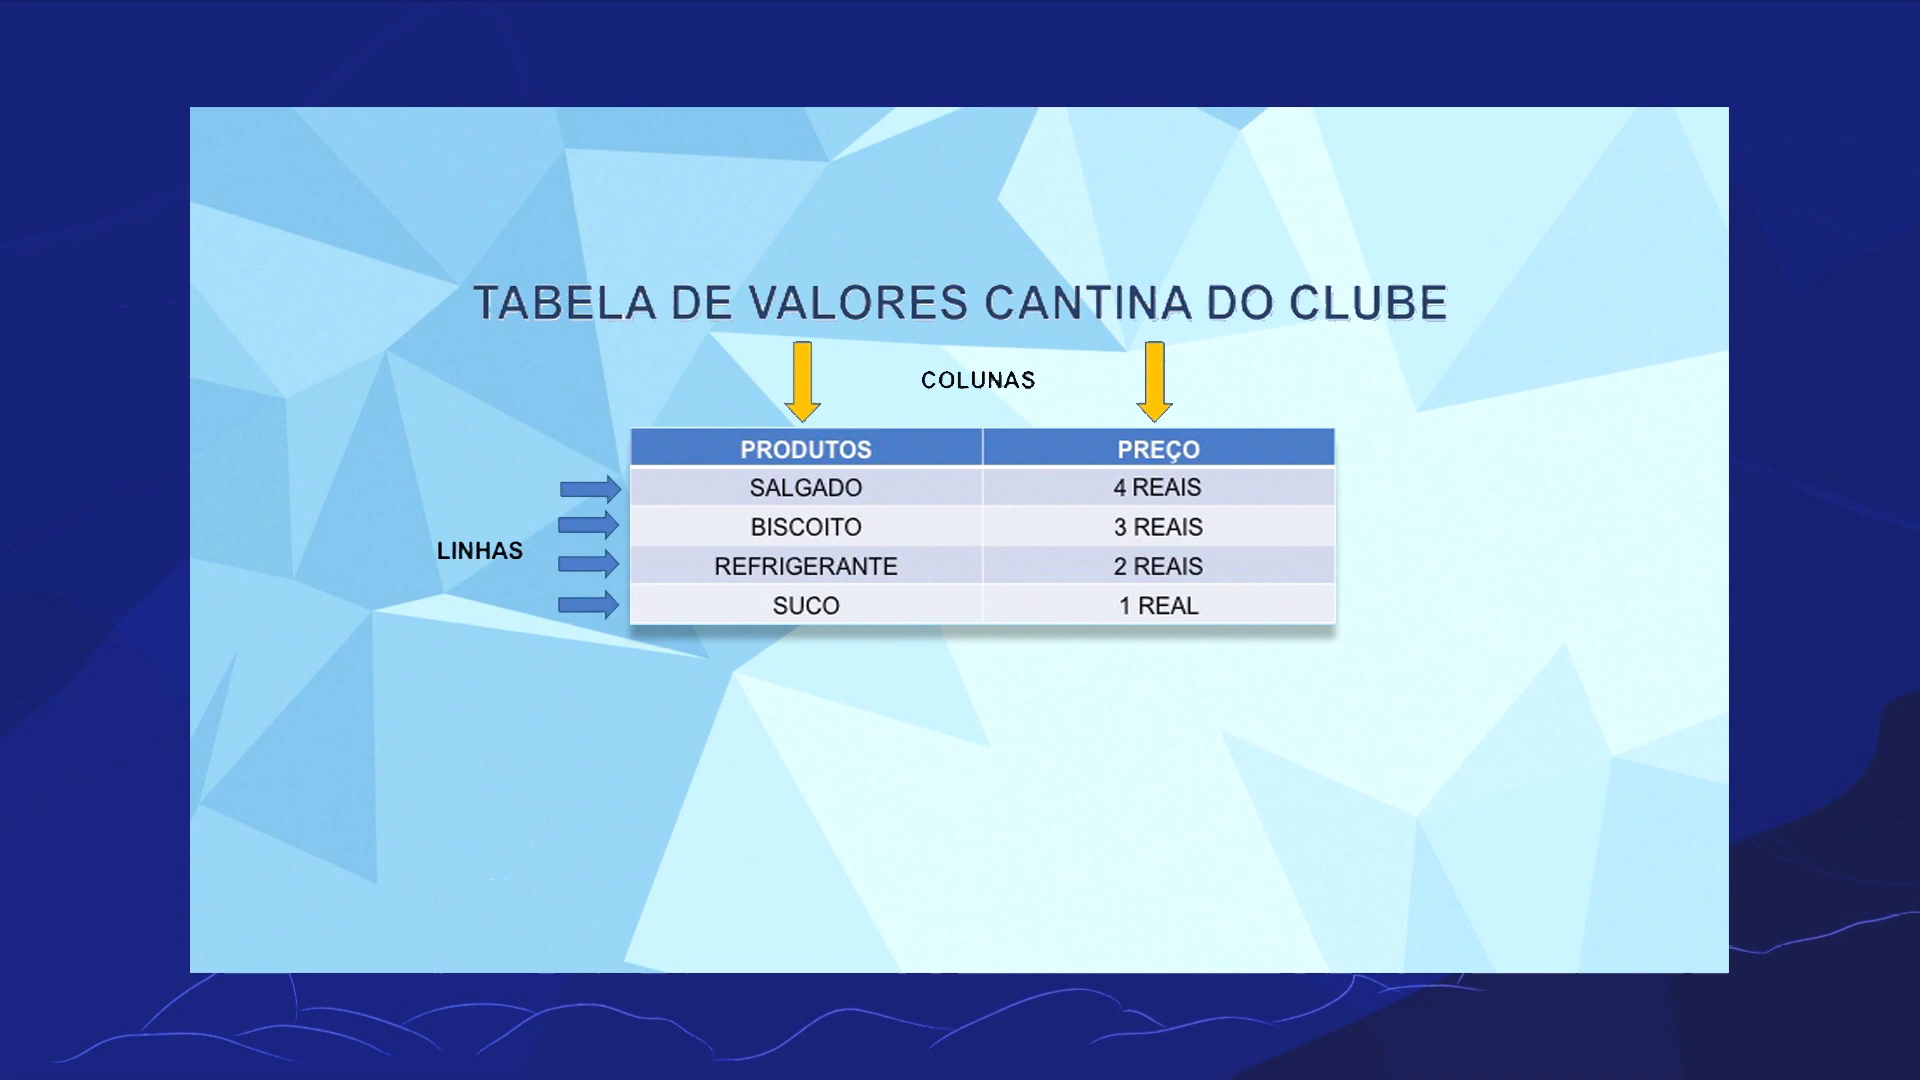 TABELA DE VALORES CANTINA DO CLUBE
COLUNAS
PRODUTOS PREÇO
SALGADO 4 REAIS
BISCOITO 3 REAIS
LINHAS
REFRIGERANTE 2 REAIS
SUCO 1 REAL